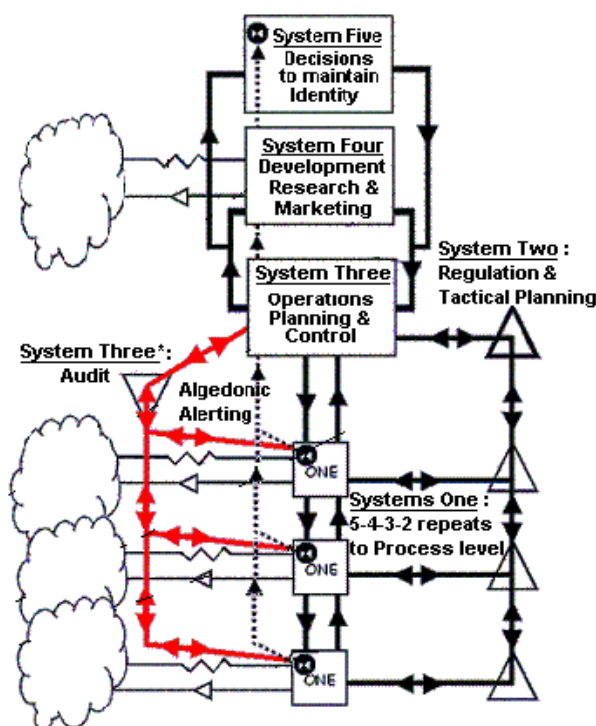 System Five
Decisions
to maintain
Identity
System Four
Development
Research &
Marketing
System Two :
Regulation &
Tactical Planning
System Three
Operations
Planning &
Control
System Three*:
Audit
Algedonic
Alerting
ONE
Systems One :
5-4-3-2 repeats
to Process level
ONE
ONE